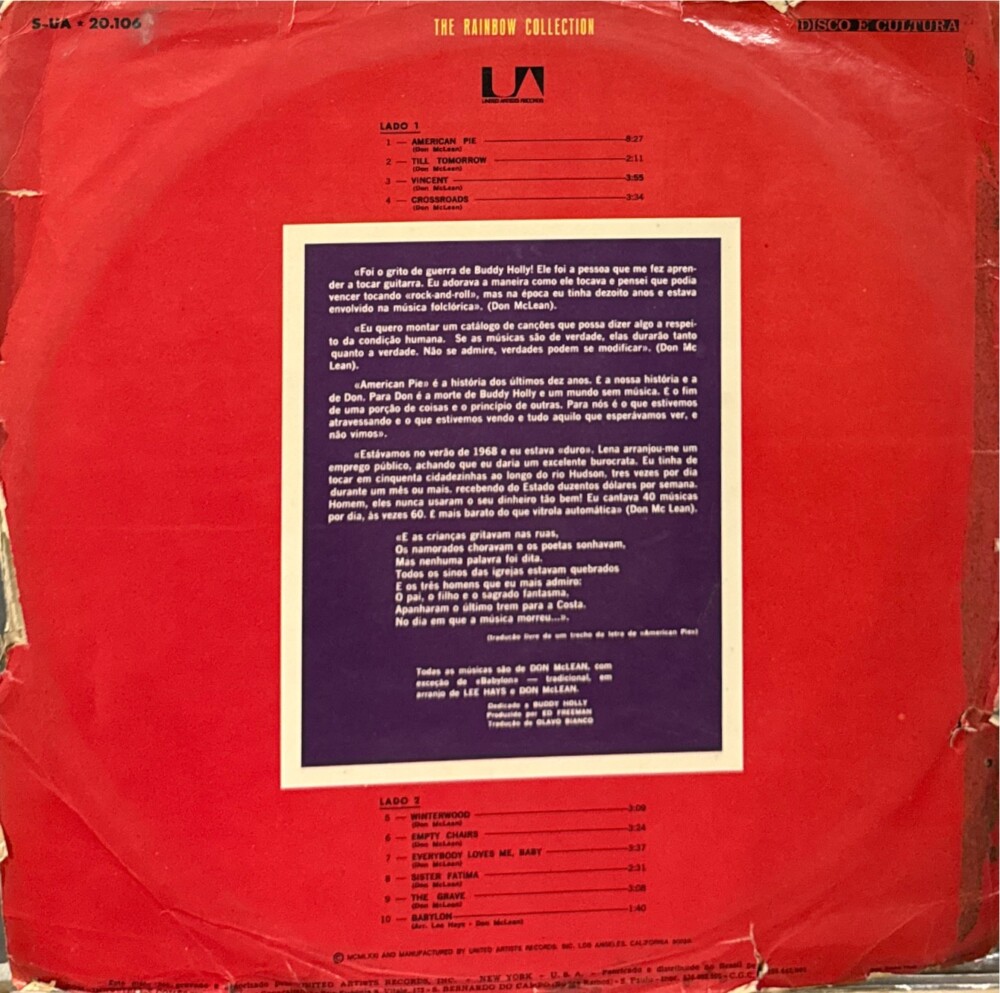 S-UA - 20.106
THE RAINBOW COLLECTION
DISCO E CULTURA
UA
UNITED ARTISTS RECORDS
LADO 1
1 — AMERICAN PIE 8:27
(Don McLean)
2 — TILL TOMORROW 2:11
(Don McLean)
3 — VINCENT 3:55
(Don McLean)
4 — CROSSROADS 3:34
(Don McLean)
«Foi o grito de guerra de Buddy Holly! Ele foi a pessoa que me fez apren-
der a tocar guitarra. Eu adorava a maneira como ele tocava e pensei que podia
vencer tocando «rock-and-roll», mas na época eu tinha dezoito anos e estava
envolvido na música folclórica». (Don McLean).
«Eu quero montar um catálogo de canções que possa dizer algo a respei-
to da condição humana. Se as músicas são de verdade, elas durarão tanto
quanto a verdade. Não se admire, verdades podem se modificar». (Don Mc
Lean).
«American Pie» é a história dos últimos dez anos. E a nossa história e a
de Don. Para Don é a morte de Buddy Holly e um mundo sem música. E o fim
de uma porção de coisas e o princípio de outras. Para nós é o que estivemos
atravessando e o que estivemos vendo e tudo aquilo que esperávamos ver, e
não vimos».
«Estávamos no verão de 1968 e eu estava «duro». Lena arranjou-me um
emprego público, achando que eu daria um excelente burocrata. Eu tinha de
tocar em cinquenta cidadezinhas ao longo do rio Hudson, tres vezes por dia
durante um mês ou mais, recebendo do Estado duzentos dólares por semana.
Homem, eles nunca usaram o seu dinheiro tão bem! Eu cantava 40 músicas
por dia, às vezes 60. E mais barato do que vitrola automática» (Don Mc Lean).
«E as crianças gritavam nas ruas,
Os namorados choravam e os poetas sonhavam,
Mas nenhuma palavra foi dita.
Todos os sinos das igrejas estavam quebrados
E os três homens que eu mais admiro:
O pai, o filho e o sagrado fantasma,
Apanharam o último trem para a Costa.
No dia em que a música morreu...».
(tradução livre de um trecho da letra de «American Pie»)
Todas as músicas são de DON McLEAN, com
exceção de «Babylon» — tradicional, em
arranjo de LEE HAYS e DON McLEAN.
Dedicado a BUDDY HOLLY
Produzido por ED FREEMAN
Tradução de OLAVO BIANCO
LADO 2
5 — WINTERWOOD 3:09
(Don McLean)
6 — EMPTY CHAIRS 3:24
(Don McLean)
7 — EVERYBODY LOVES ME, BABY 3:37
(Don McLean)
8 — SISTER FATIMA 2:31
(Don McLean)
9 — THE GRAVE 3:08
(Don McLean)
10 — BABYLON 1:40
(Arr. Lee Hays - Don McLean)
© MCMLXXI AND MANUFACTURED BY UNITED ARTISTS RECORDS, INC. LOS ANGELES, CALIFORNIA
UNITED ARTISTS RECORDS, INC. - NEW YORK - U.S.A. - Fabricado e distribuido no Brasil
S. BERNARDO DO CAMPO